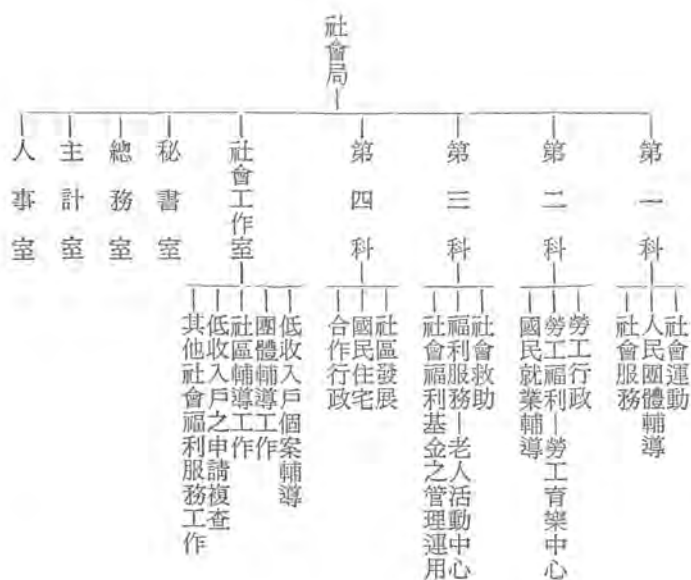 社會局
第一科
社會運動
人民團體輔導
社會服務
第二科
勞工行政
勞工福利—勞工育樂中心
國民就業輔導
第三科
社會救助
福利服務—老人活動中心
社會福利基金之管理運用
第四科
社區發展
國民住宅
合作行政
社會工作室
低收入戶個案輔導
團體輔導工作
社區輔導工作
低收入戶之申請複查
其他社會福利服務工作
秘書室
總務室
主計室
人事室